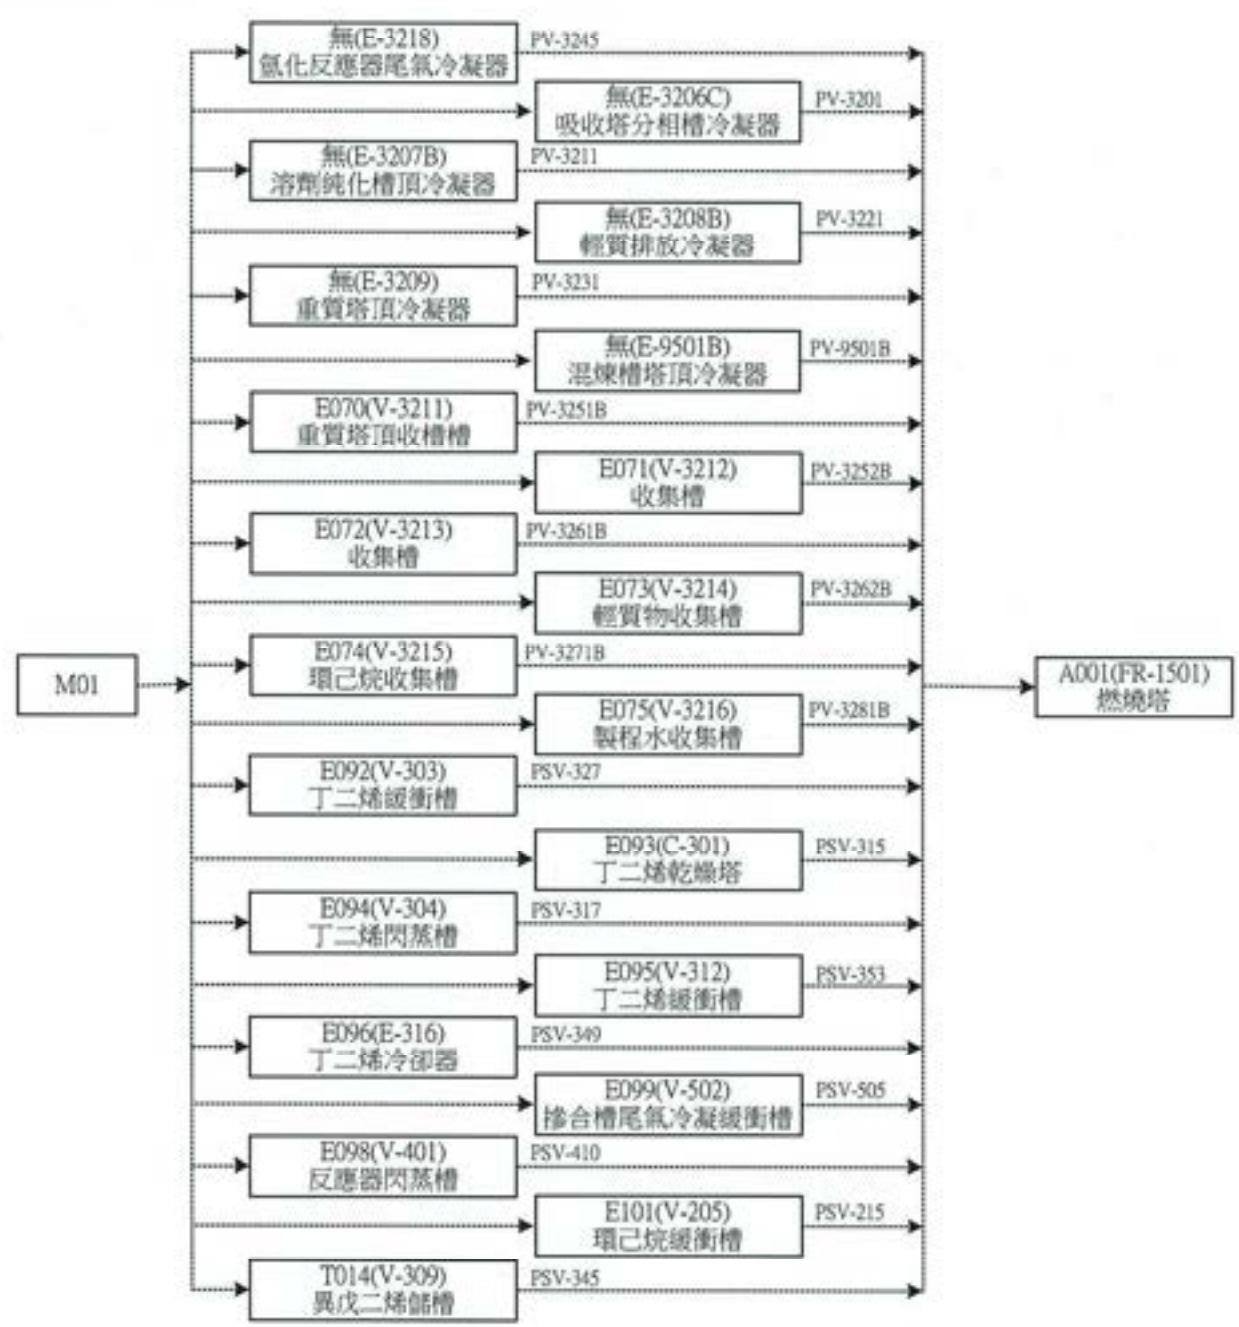 無(E-3218)
氫化反應器尾氣冷凝器
PV-3245
無(E-3206C)
吸收塔分相槽冷凝器
PV-3201
無(E-3207B)
溶劑純化槽頂冷凝器
PV-3211
無(E-3208B)
輕質排放冷凝器
PV-3221
無(E-3209)
重質塔頂冷凝器
PV-3231
無(E-9501B)
混煉槽塔頂冷凝器
PV-9501B
E070(V-3211)
重質塔頂收槽槽
PV-3251B
E071(V-3212)
收集槽
PV-3252B
E072(V-3213)
收集槽
PV-3261B
E073(V-3214)
輕質物收集槽
PV-3262B
E074(V-3215)
環己烷收集槽
PV-3271B
M01
A001(FR-1501)
燃燒塔
E075(V-3216)
製程水收集槽
PV-3281B
E092(V-303)
丁二烯緩衝槽
PSV-327
E093(C-301)
丁二烯乾燥塔
PSV-315
E094(V-304)
丁二烯閃蒸槽
PSV-317
E095(V-312)
丁二烯緩衝槽
PSV-353
E096(E-316)
丁二烯冷卻器
PSV-349
E099(V-502)
摻合槽尾氣冷凝緩衝槽
PSV-505
E098(V-401)
反應器閃蒸槽
PSV-410
E101(V-205)
環己烷緩衝槽
PSV-215
T014(V-309)
異戊二烯儲槽
PSV-345